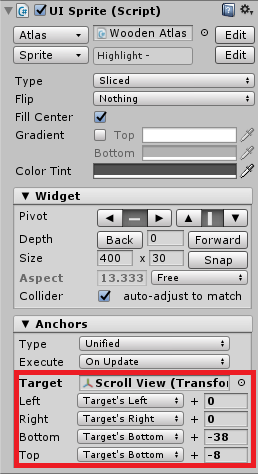 UI Sprite (Script)
Atlas Wooden Atlas Edit
Sprite Highlight - Edit
Type Sliced
Flip Nothing
Fill Center
Gradient Top
Bottom
Color Tint
▼ Widget
Pivot
Depth Back 0 Forward
Size 400 x 30 Snap
Aspect 13.333 Free
Collider auto-adjust to match
▼ Anchors
Type Unified
Execute On Update
Target Scroll View (Transfo
Left Target's Left + 0
Right Target's Right + 0
Bottom Target's Bottom + -38
Top Target's Bottom + -8